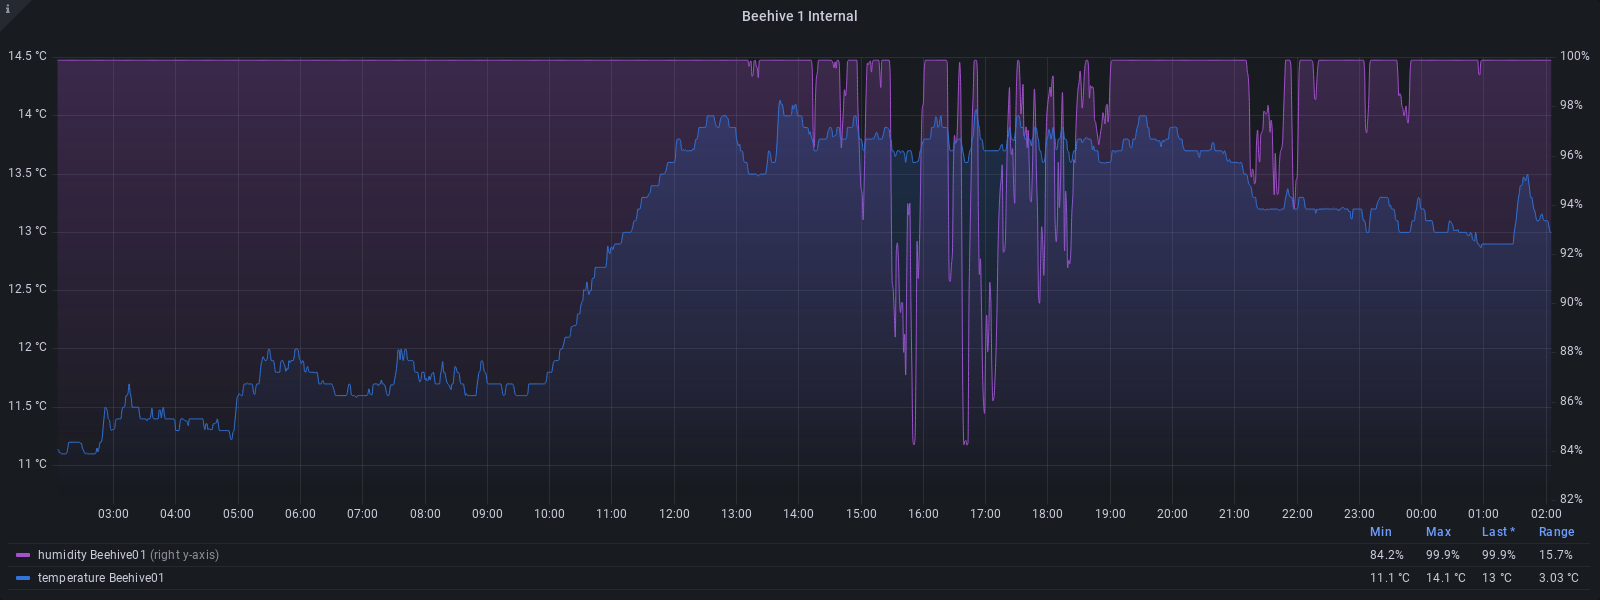 i
Beehive 1 Internal
14.5 °C 100%
14 °C 98%
13.5 °C 96%
13 °C 94%
12.5 °C 92%
12 °C 90%
11.5 °C 88%
11 °C 86%
84%
82%
03:00 04:00 05:00 06:00 07:00 08:00 09:00 10:00 11:00 12:00 13:00 14:00 15:00 16:00 17:00 18:00 19:00 20:00 21:00 22:00 23:00 00:00 01:00 02:00
Min Max Last * Range
humidity Beehive01 (right y-axis) 84.2% 99.9% 99.9% 15.7%
temperature Beehive01 11.1 °C 14.1 °C 13 °C 3.03 °C